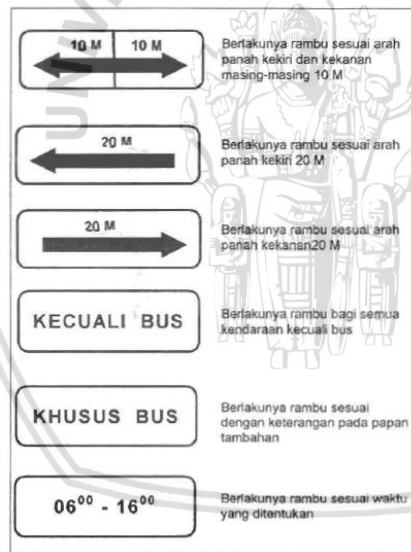 10 M 10 M
Berlakunya rambu sesuai arah
panah kekiri dan kekanan
masing-masing 10 M
20 M
Berlakunya rambu sesuai arah
panah kekiri 20 M
20 M
Berlakunya rambu sesuai arah
panah kekanan20 M
KECUALI BUS
Berlakunya rambu bagi semua
kendaraan kecuali bus
KHUSUS BUS
Berlakunya rambu sesuai
dengan keterangan pada papan
tambahan
06⁰⁰ - 16⁰⁰
Berlakunya rambu sesuai waktu
yang ditentukan